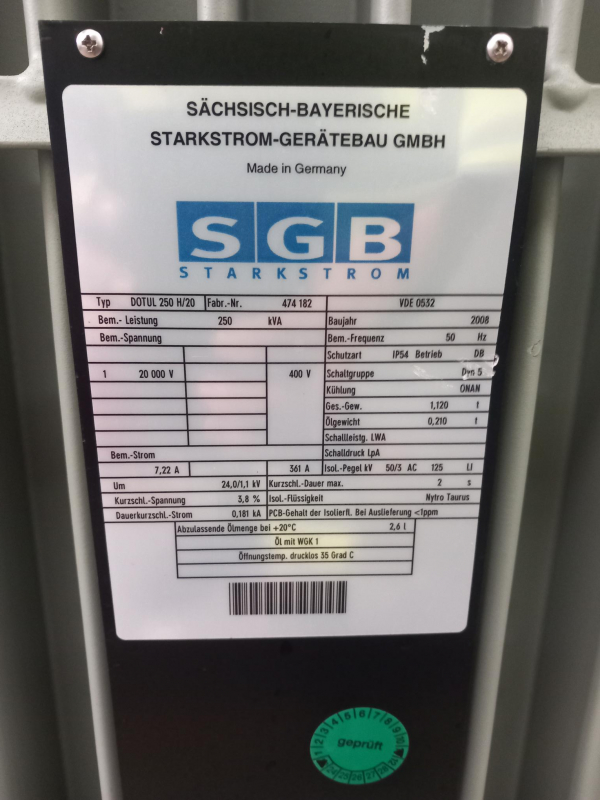 SÄCHSISCH-BAYERISCHE
STARKSTROM-GERÄTEBAU GMBH
Made in Germany
SGB
STARKSTROM
Typ DOTUL 250 H/20 Fabr.-Nr. 474 182 VDE 0532
Bem.- Leistung 250 kVA Baujahr 2008
Bem.-Spannung Bem.-Frequenz 50 Hz
Schutzart IP54 Betrieb DB
1 20 000 V 400 V Schaltgruppe Dyn 5
Kühlung ONAN
Ges.-Gew. 1,120 t
Ölgewicht 0,210 t
Schalleistg. LWA
Bem.-Strom Schalldruck LpA
7,22 A 361 A Isol.-Pegel kV 50/3 AC 125 LI
Um 24,0/1,1 kV Kurzschl.-Dauer max. 2 s
Kurzschl.-Spannung 3,8 % Isol.-Flüssigkeit Nytro Taurus
Dauerkurzschl.-Strom 0,181 kA PCB-Gehalt der Isolierfl. Bei Auslieferung <1ppm
Abzulassende Ölmenge bei +20°C 2,6 l
Öl mit WGK 1
Öffnungstemp. drucklos 35 Grad C
geprüft